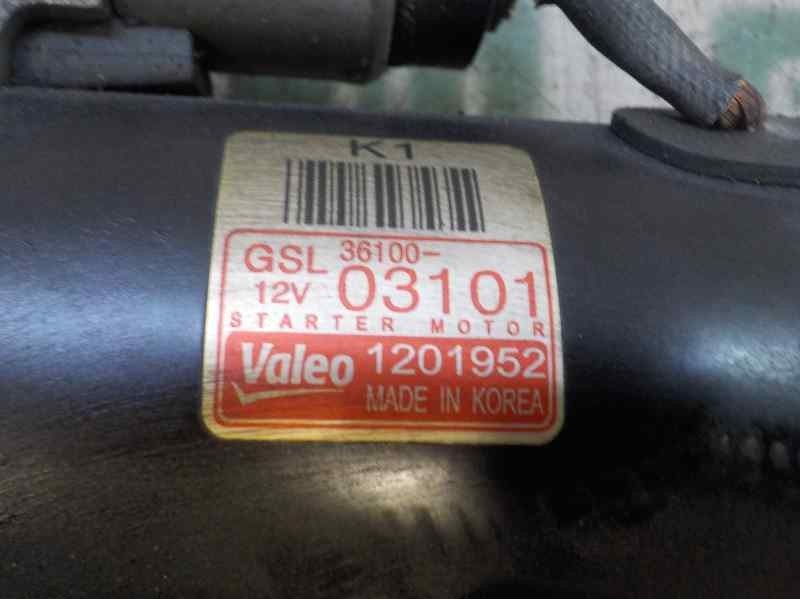 K1
GSL 36100-
12V 03101
STARTER MOTOR
Valeo 1201952
MADE IN KOREA